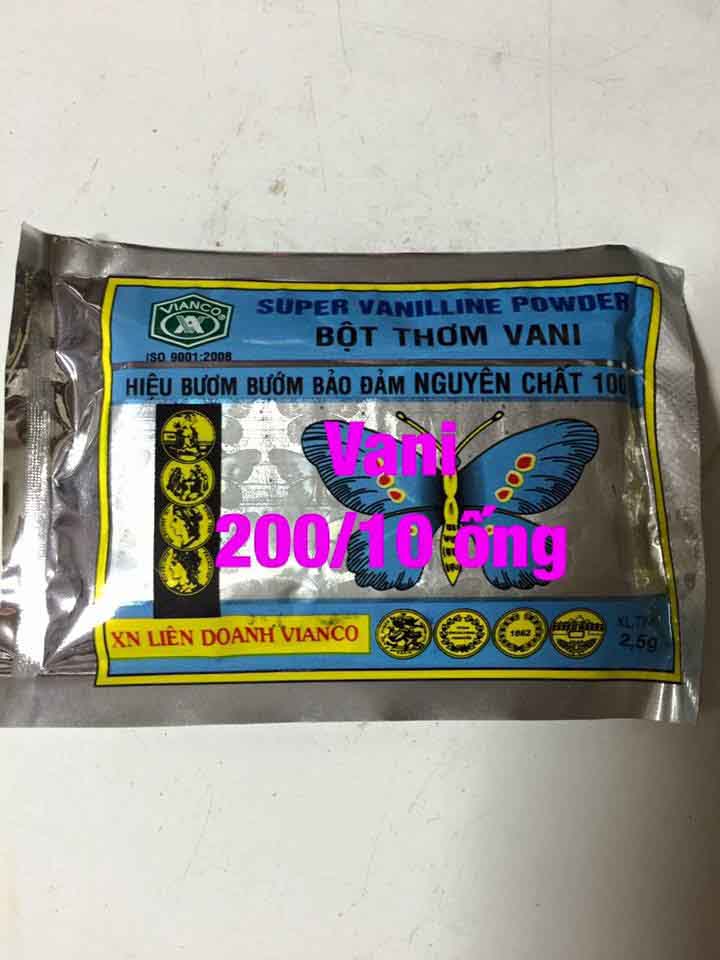 VIANCO
ISO 9001:2008
SUPER VANILLINE POWDER
BỘT THƠM VANI
HIỆU BƯƠM BƯỚM BẢO ĐẢM NGUYÊN CHẤT 100
Vani
200/10 ống
XN LIÊN DOANH VIANCO
1862
2,5g